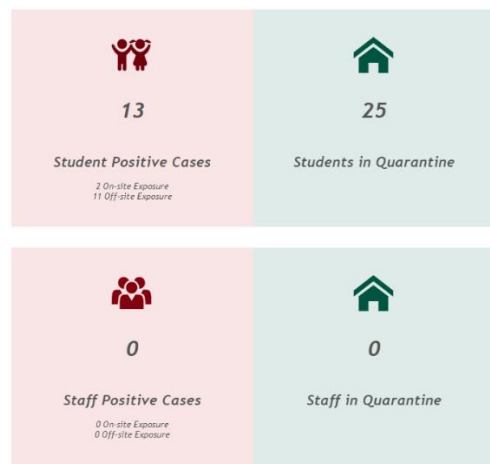 13
Student Positive Cases
2 On-site Exposure
11 Off-site Exposure
25
Students in Quarantine
0
Staff Positive Cases
0 On-site Exposure
0 Off-site Exposure
0
Staff in Quarantine